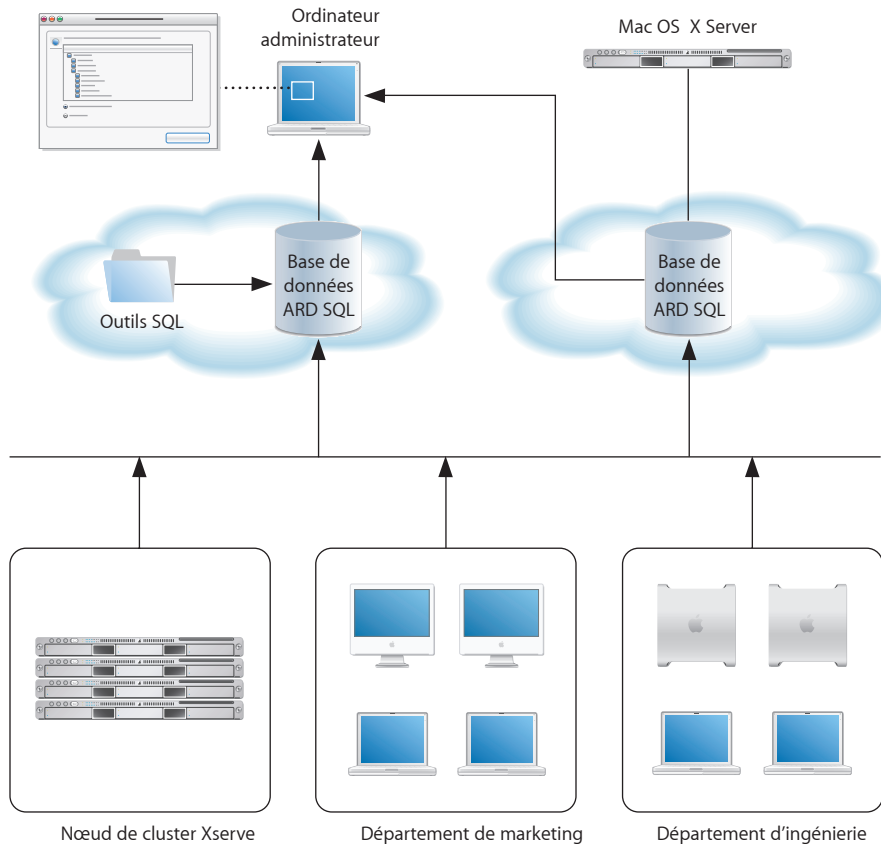 Ordinateur
administrateur
Mac OS X Server
Base de
données
ARD SQL
Outils SQL
Base de
données
ARD SQL
Nœud de cluster Xserve
Département de marketing
Département d’ingénierie